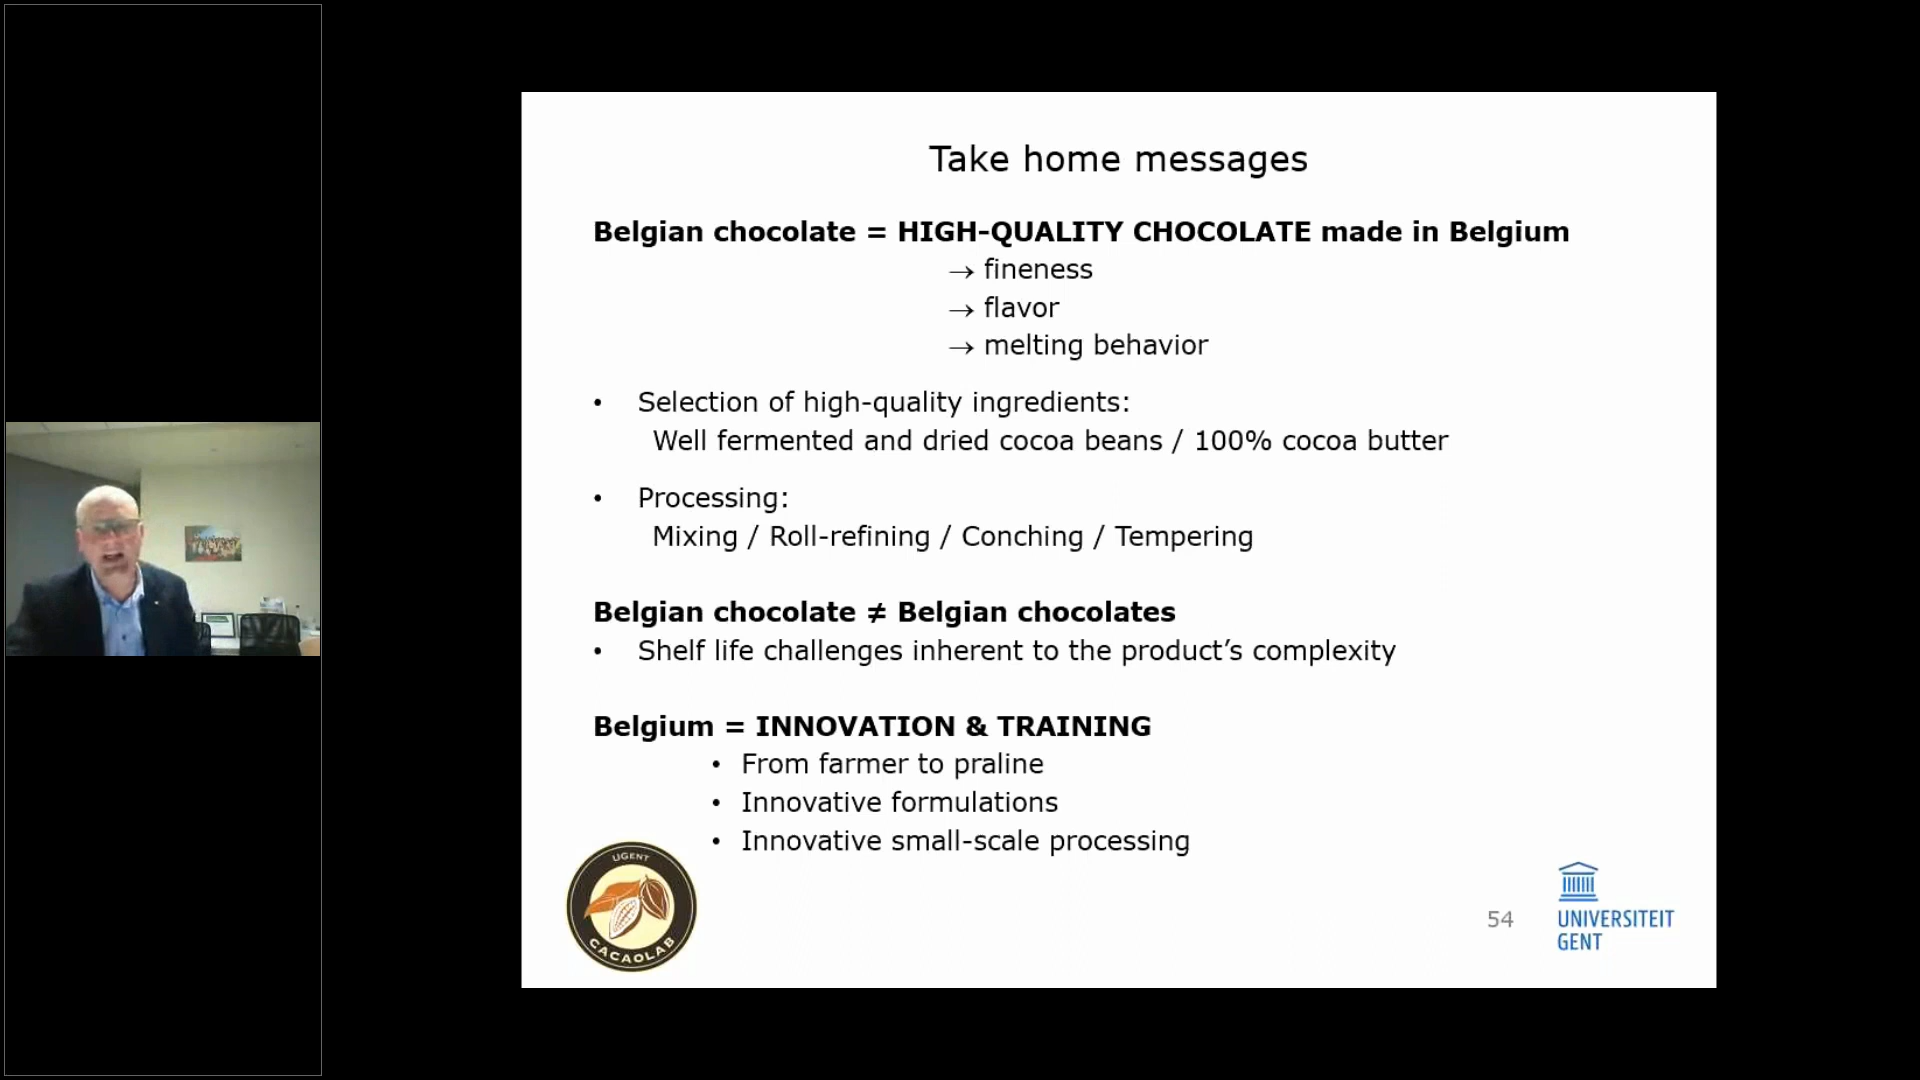 Take home messages
Belgian chocolate = HIGH-QUALITY CHOCOLATE made in Belgium
→ fineness
→ flavor
→ melting behavior
• Selection of high-quality ingredients:
Well fermented and dried cocoa beans / 100% cocoa butter
• Processing:
Mixing / Roll-refining / Conching / Tempering
Belgian chocolate ≠ Belgian chocolates
• Shelf life challenges inherent to the product’s complexity
Belgium = INNOVATION & TRAINING
• From farmer to praline
• Innovative formulations
• Innovative small-scale processing
UGENT
CACAOLAB
54
UNIVERSITEIT
GENT